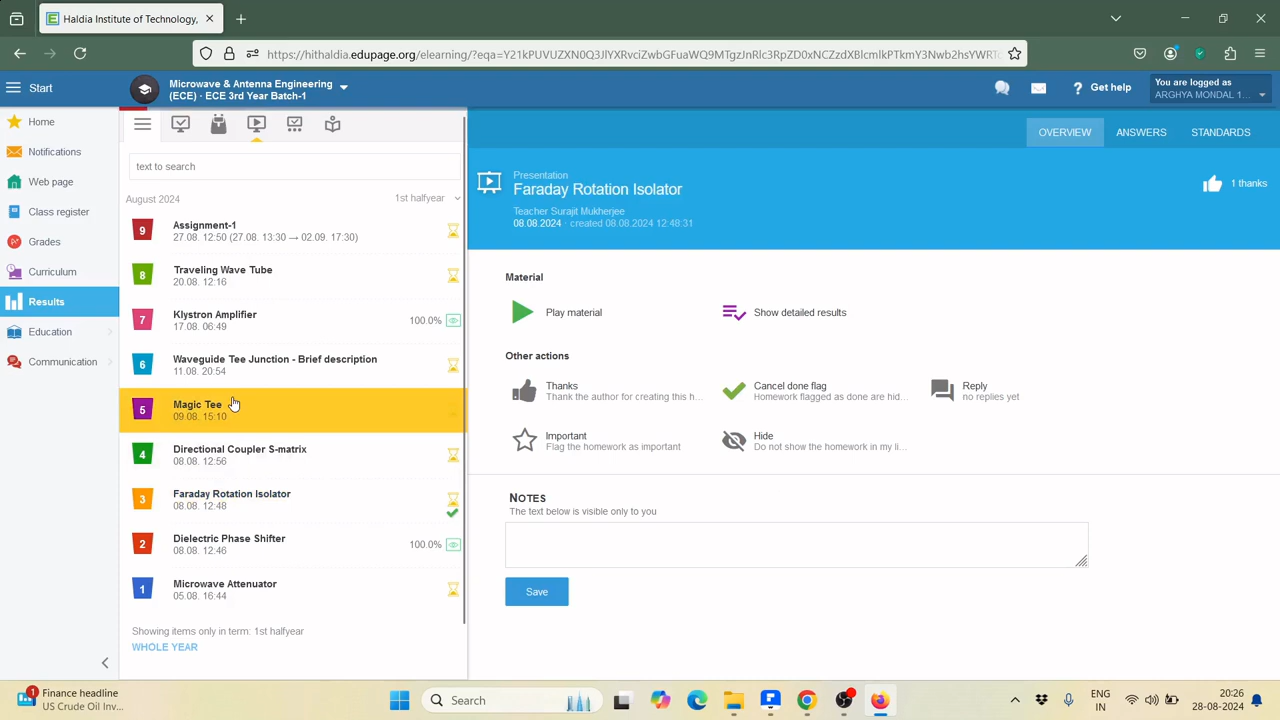 Haldia Institute of Technology,
https://hithaldia.edupage.org/elearning/?eqa=
Start
Microwave & Antenna Engineering
(ECE) · ECE 3rd Year Batch-1
Get help
You are logged as
ARGHYA MONDAL 1...
Home
Notifications
Web page
Class register
Grades
Curriculum
Results
Education
Communication
text to search
August 2024
1st halfyear
9
Assignment-1
27.08. 12:50 (27.08. 13:30 → 02.09. 17:30)
8
Traveling Wave Tube
20.08. 12:16
7
Klystron Amplifier
17.08. 06:49
100.0%
6
Waveguide Tee Junction - Brief description
11.08. 20:54
5
Magic Tee
09.08. 15:10
4
Directional Coupler S-matrix
08.08. 12:56
3
Faraday Rotation Isolator
08.08. 12:48
2
Dielectric Phase Shifter
08.08. 12:46
100.0%
1
Microwave Attenuator
05.08. 16:44
Showing items only in term: 1st halfyear
WHOLE YEAR
OVERVIEW
ANSWERS
STANDARDS
Presentation
Faraday Rotation Isolator
Teacher Surajit Mukherjee
08.08.2024 · created 08.08.2024 12:48:31
1 thanks
Material
Play material
Show detailed results
Other actions
Thanks
Thank the author for creating this h...
Cancel done flag
Homework flagged as done are hid...
Reply
no replies yet
Important
Flag the homework as important
Hide
Do not show the homework in my li...
NOTES
The text below is visible only to you
Save
1
Finance headline
US Crude Oil Inv...
Search
ENG
IN
20:26
28-08-2024